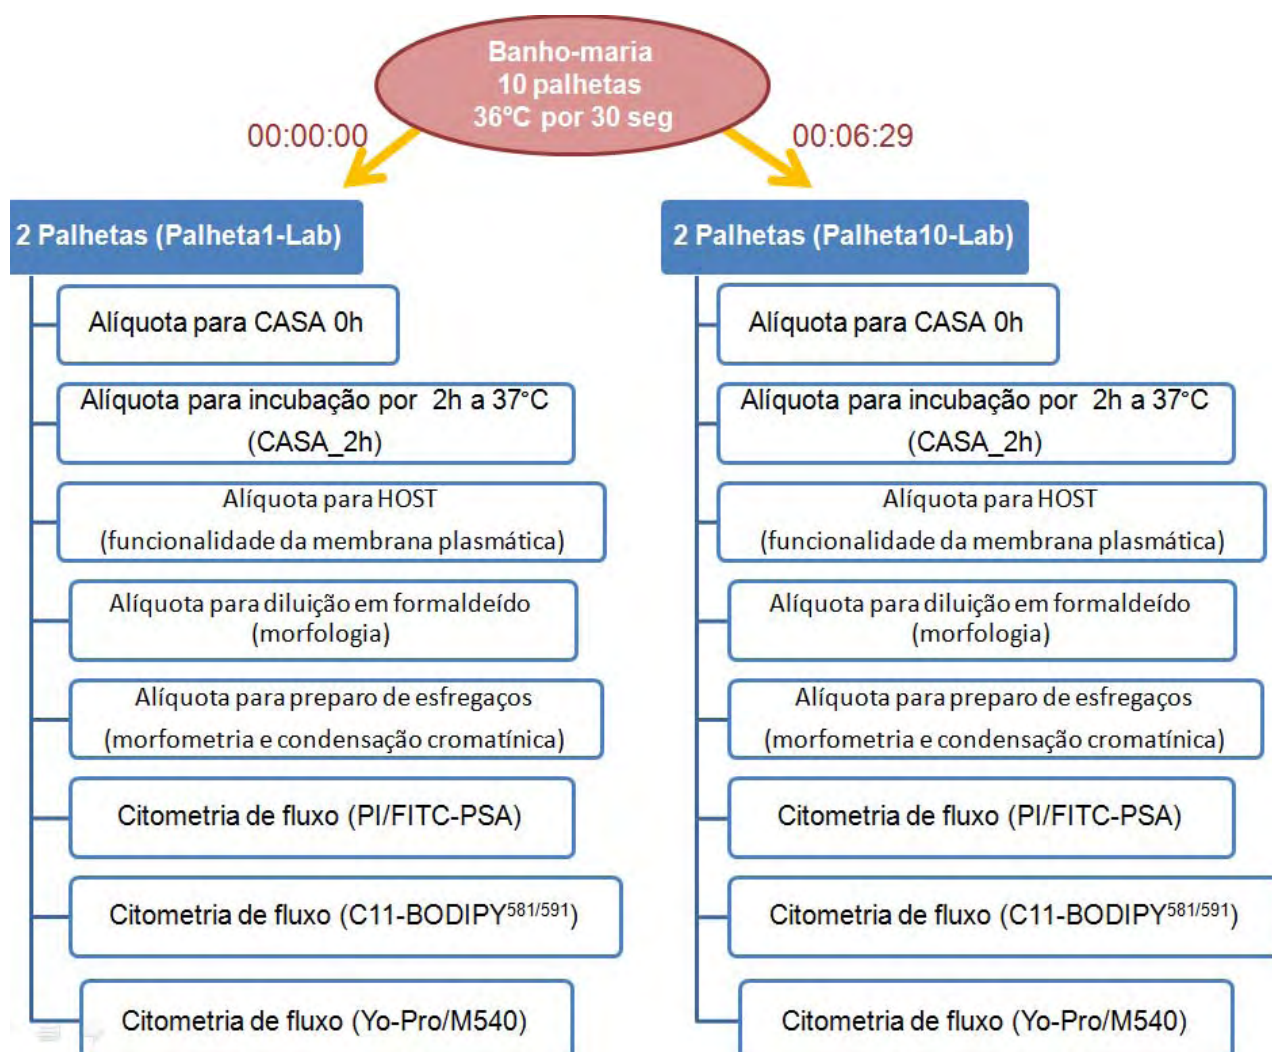 Banho-maria
10 palhetas
36ºC por 30 seg
00:00:00
00:06:29
2 Palhetas (Palheta1-Lab)
Alíquota para CASA 0h
Alíquota para incubação por 2h a 37°C
(CASA_2h)
Alíquota para HOST
(funcionalidade da membrana plasmática)
Alíquota para diluição em formaldeído
(morfologia)
Alíquota para preparo de esfregaços
(morfometria e condensação cromatínica)
Citometria de fluxo (PI/FITC-PSA)
Citometria de fluxo (C11-BODIPY581/591)
Citometria de fluxo (Yo-Pro/M540)
2 Palhetas (Palheta10-Lab)
Alíquota para CASA 0h
Alíquota para incubação por 2h a 37°C
(CASA_2h)
Alíquota para HOST
(funcionalidade da membrana plasmática)
Alíquota para diluição em formaldeído
(morfologia)
Alíquota para preparo de esfregaços
(morfometria e condensação cromatínica)
Citometria de fluxo (PI/FITC-PSA)
Citometria de fluxo (C11-BODIPY581/591)
Citometria de fluxo (Yo-Pro/M540)